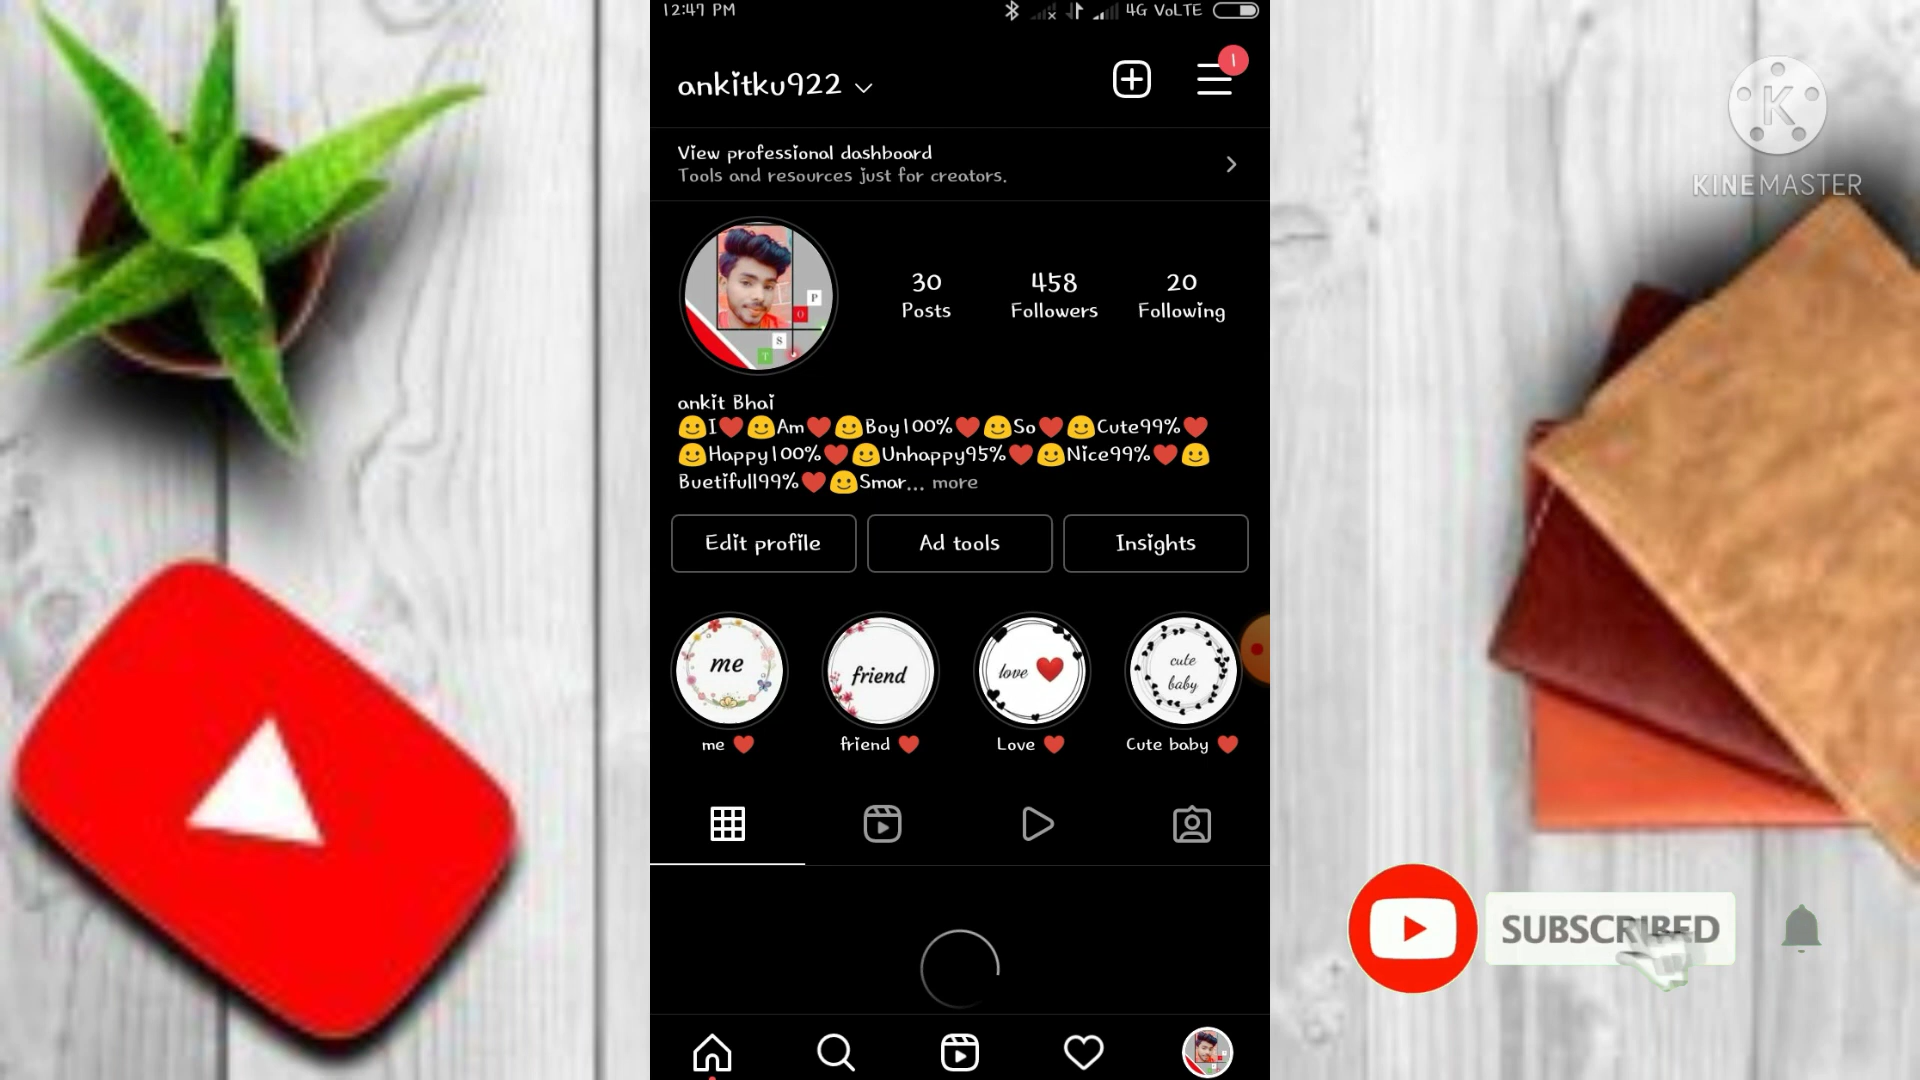 12:47 PM
4G VoLTE
ankitku922
1
View professional dashboard
Tools and resources just for creators.
30
Posts
458
Followers
20
Following
P
O
S
T
ankit Bhai
🙂I❤️🙂Am❤️🙂Boy100%❤️🙂So❤️🙂Cute99%❤️
🙂Happy100%❤️🙂Unhappy95%❤️🙂Nice99%❤️🙂
Buetifull99%❤️🙂Smar... more
Edit profile
Ad tools
Insights
me
friend
love ❤️
cute
baby
me ❤️
friend ❤️
Love ❤️
Cute baby ❤️
K
KINEMASTER
SUBSCRIBED